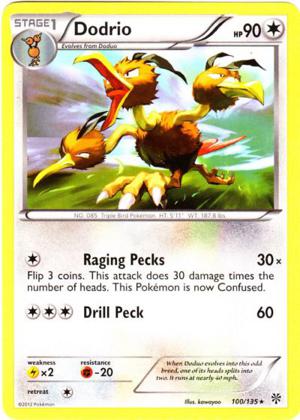 STAGE1
Dodrio
HP90
Evolves from Doduo
NO. 085 Triple Bird Pokémon HT. 5'11" WT. 187.8 lbs.
Raging Pecks 30×
Flip 3 coins. This attack does 30 damage times
the number of heads. This Pokémon is now Confused.
Drill Peck 60
weakness
×2
resistance
-20
retreat
When Doduo evolves into this odd
breed, one of its heads splits into
two. It runs at nearly 40 mph.
©2012 Pokémon
Illus. kawayoo
100/135 ★